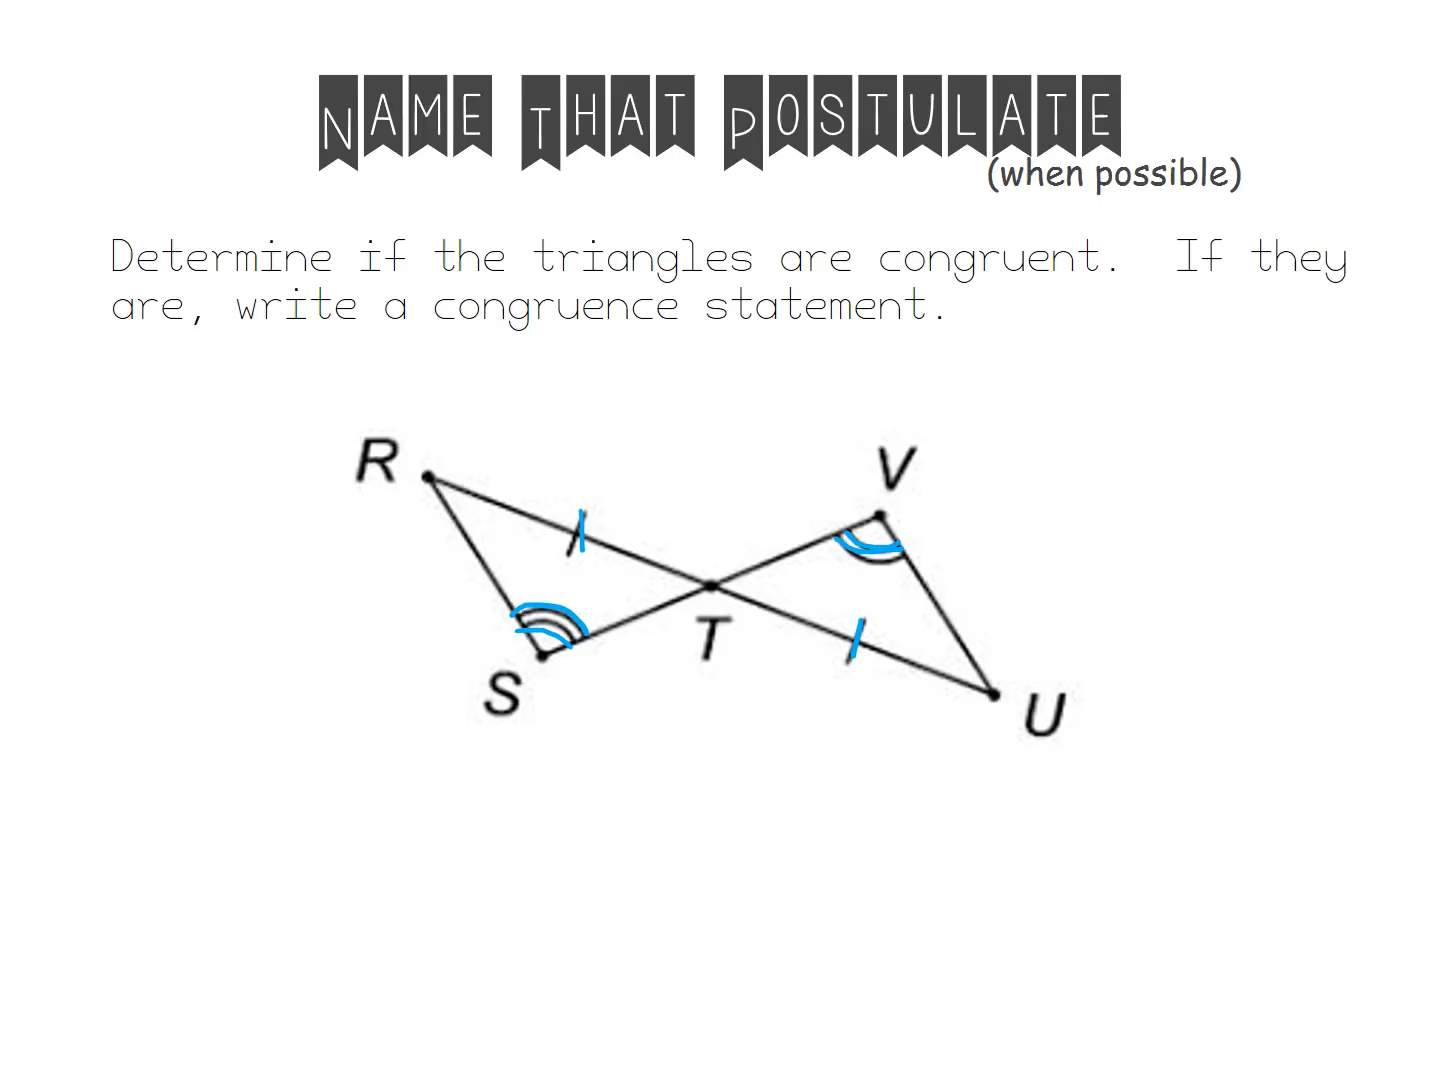 NAME THAT POSTULATE
(when possible)
Determine if the triangles are congruent. If they
are, write a congruence statement.
R
V
T
S
U